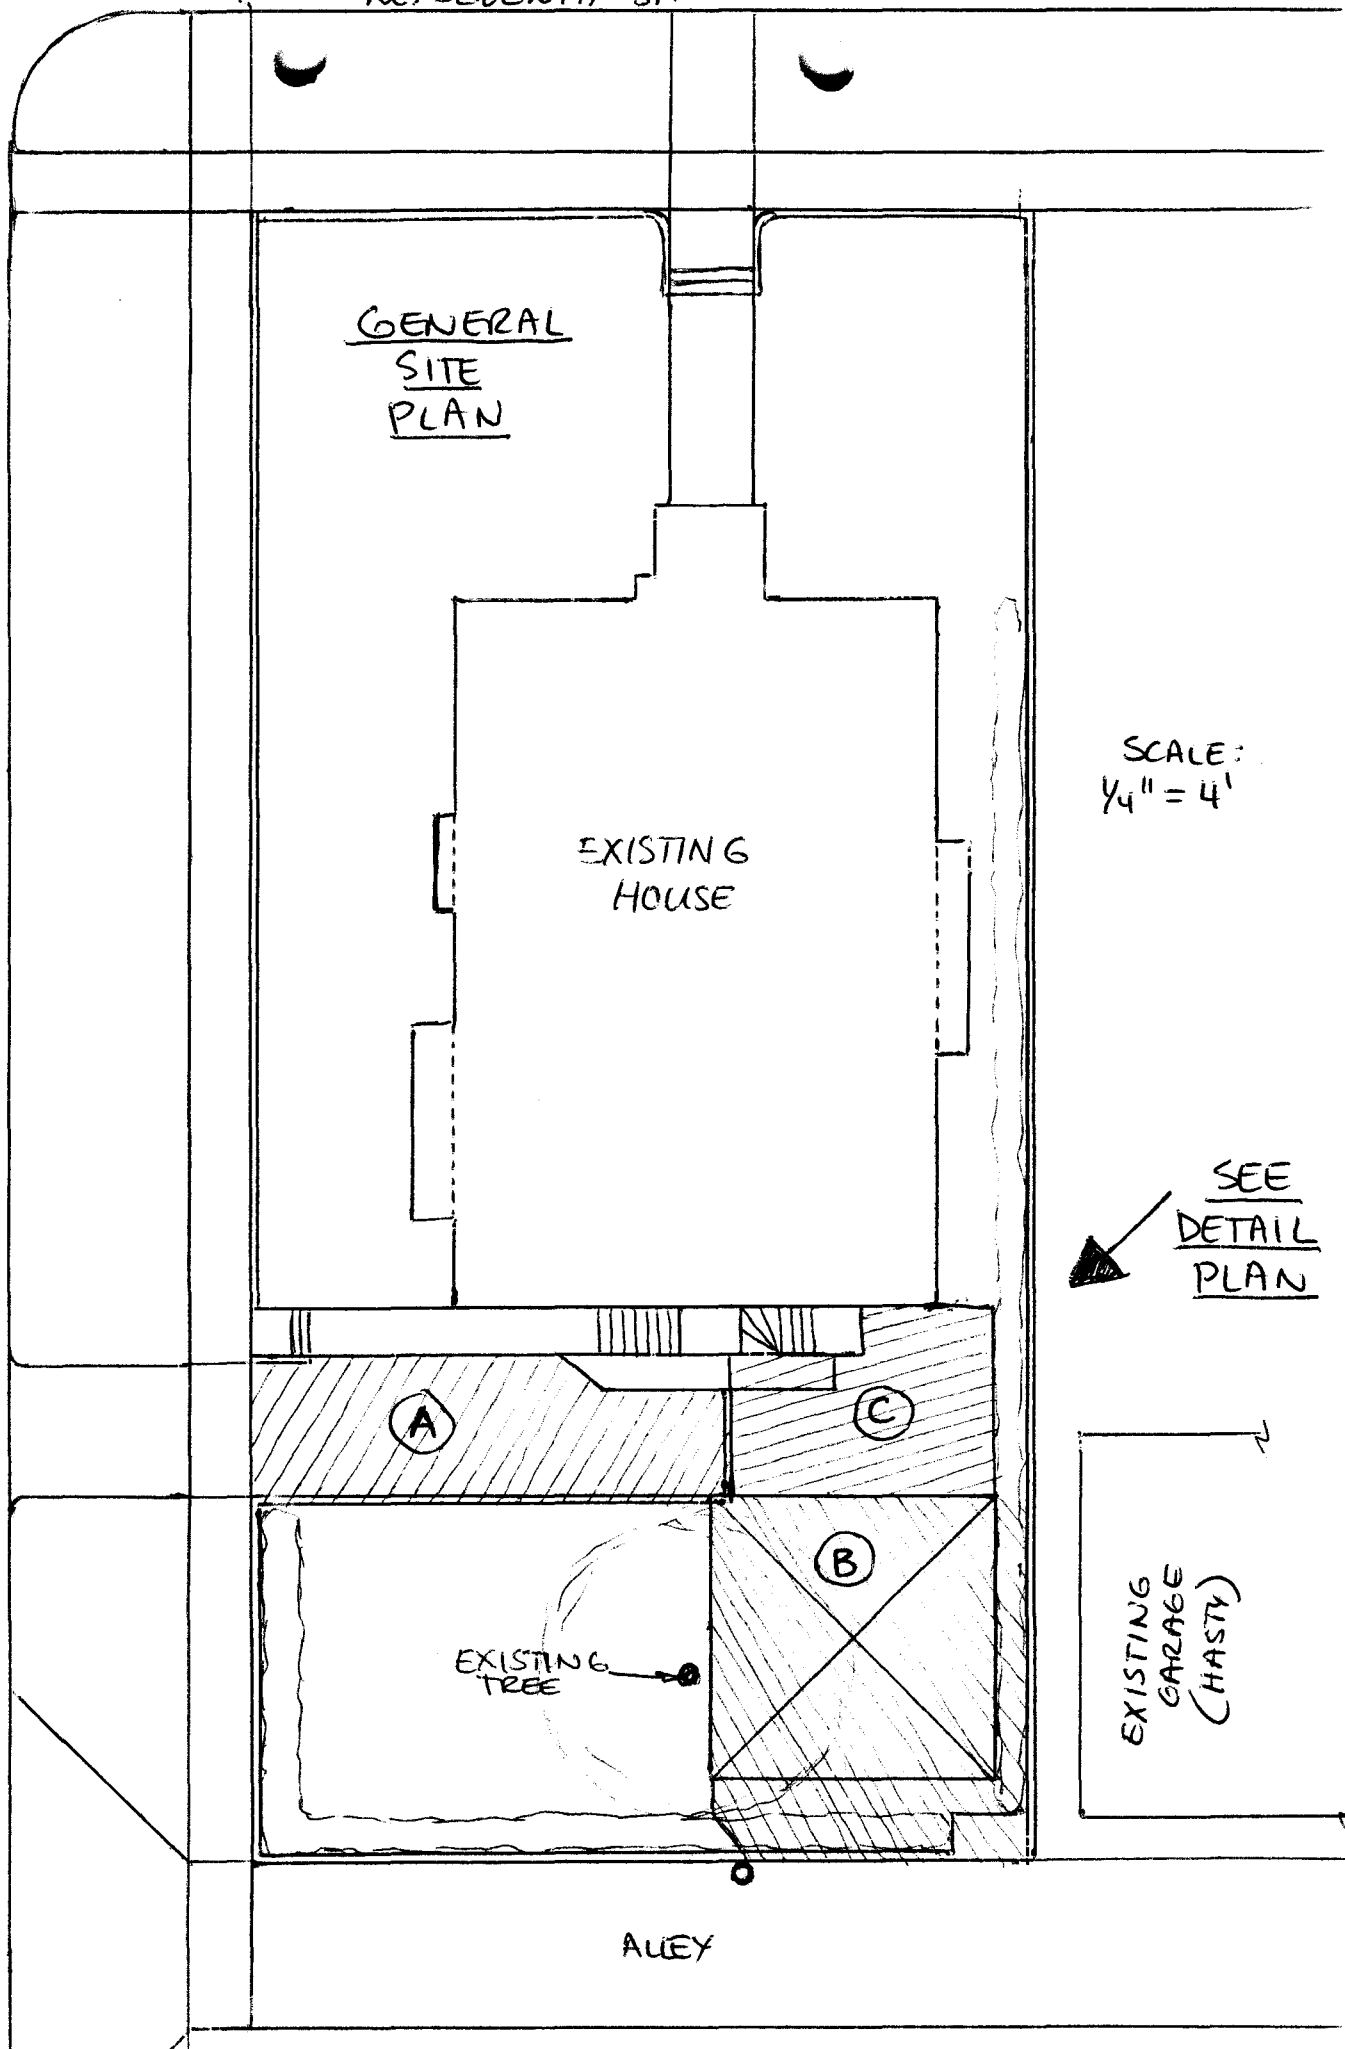 GENERAL
SITE
PLAN
SCALE:
1/4" = 4'
EXISTING
HOUSE
SEE
DETAIL
PLAN
A
C
B
EXISTING
TREE
EXISTING
GARAGE
(HASTY)
ALLEY